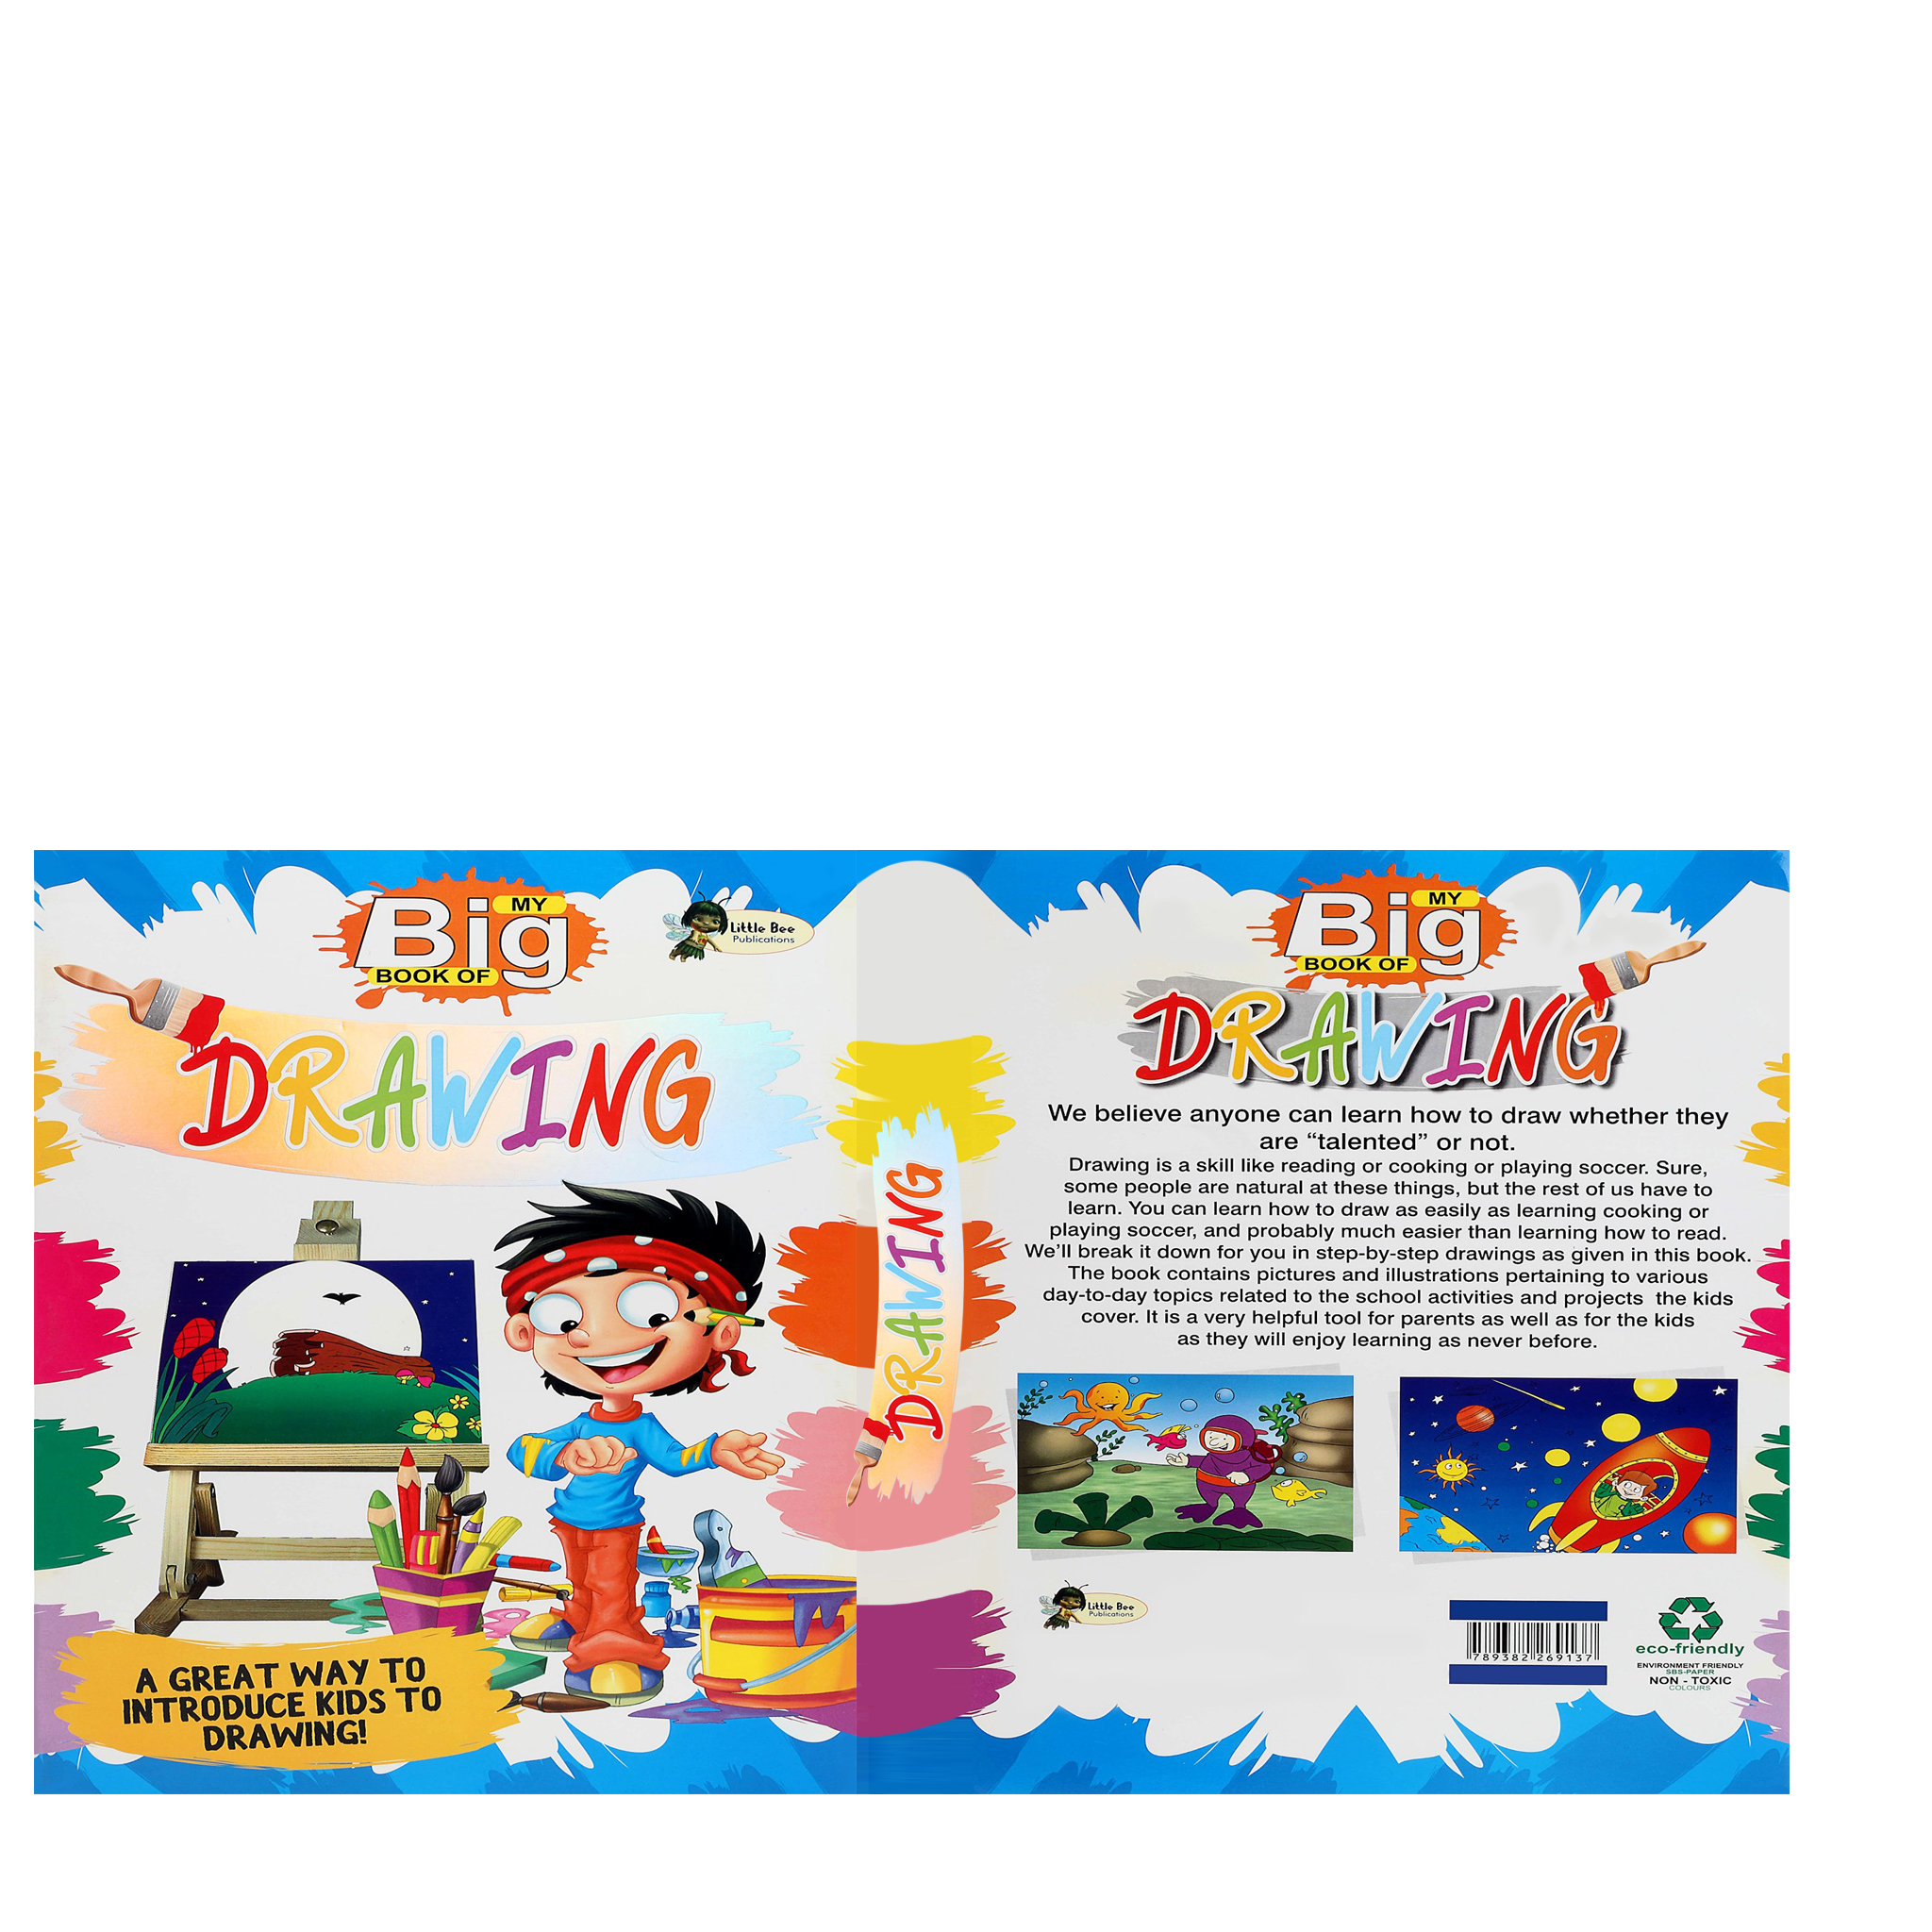 MY
Big
BOOK OF
Little Bee
Publications
DRAWING
A GREAT WAY TO
INTRODUCE KIDS TO
DRAWING!
DRAWING
MY
Big
BOOK OF
DRAWING
We believe anyone can learn how to draw whether they
are “talented” or not.
Drawing is a skill like reading or cooking or playing soccer. Sure,
some people are natural at these things, but the rest of us have to
learn. You can learn how to draw as easily as learning cooking or
playing soccer, and probably much easier than learning how to read.
We'll break it down for you in step-by-step drawings as given in this book.
The book contains pictures and illustrations pertaining to various
day-to-day topics related to the school activities and projects the kids
cover. It is a very helpful tool for parents as well as for the kids
as they will enjoy learning as never before.
Little Bee
Publications
789382 269137
eco-friendly
ENVIRONMENT FRIENDLY
SBS-PAPER
NON - TOXIC
COLOURS